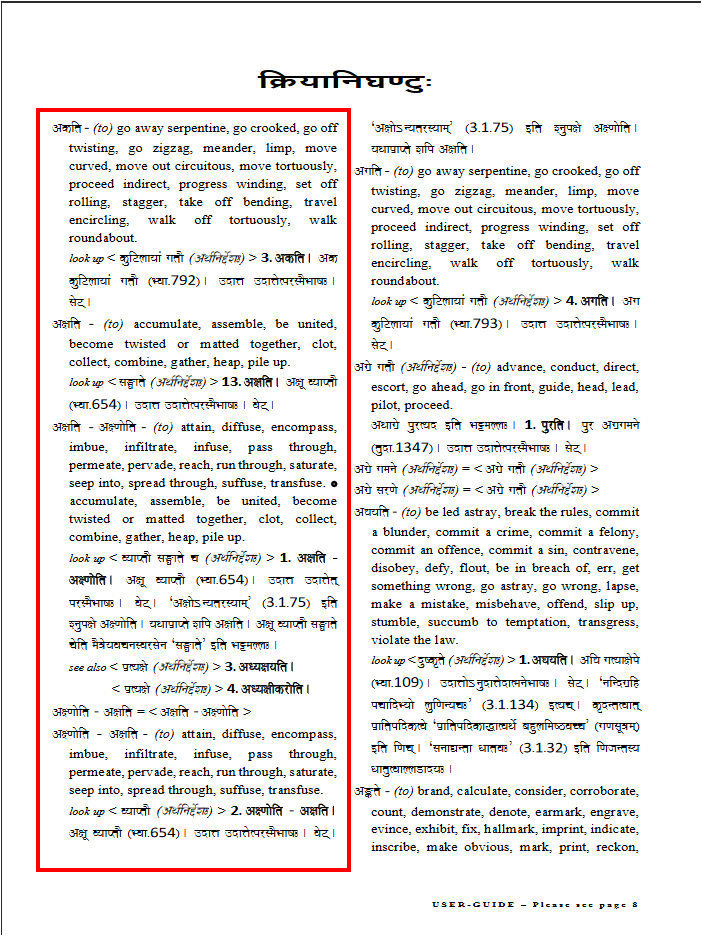 क्रियानिघण्टुः
अकति - (to) go away serpentine, go crooked, go off
twisting, go zigzag, meander, limp, move
curved, move out circuitous, move tortuously,
proceed indirect, progress winding, set off
rolling, stagger, take off bending, travel
encircling, walk off tortuously, walk
roundabout.
look up < कुटिलायां गतौ (अर्थनिर्देशः) > 3. अकति। अक
कुटिलायां गतौ (भ्वा.792)। उदात्त उदात्तेत्परस्मैभाषः।
सेट्।
अक्षति - (to) accumulate, assemble, be united,
become twisted or matted together, clot,
collect, combine, gather, heap, pile up.
look up < सङ्घाते (अर्थनिर्देशः) > 13. अक्षति। अक्षू व्याप्तौ
(भ्वा.654)। उदात्त उदात्तेत्परस्मैभाषः। वेट्।
अक्षति - अक्ष्णोति - (to) attain, diffuse, encompass,
imbue, infiltrate, infuse, pass through,
permeate, pervade, reach, run through, saturate,
seep into, spread through, suffuse, transfuse. ●
accumulate, assemble, be united, become
twisted or matted together, clot, collect,
combine, gather, heap, pile up.
look up < व्याप्तौ सङ्घाते च (अर्थनिर्देशः) > 1. अक्षति -
अक्ष्णोति। अक्षू व्याप्तौ (भ्वा.654)। उदात्त उदात्तेत्
परस्मैभाषः। वेट्। ‘अक्षोऽन्यतरस्याम्’ (3.1.75) इति
श्नुपक्षे अक्ष्णोति। यथाप्राप्ते शपि अक्षति। अक्षू व्याप्तौ सङ्घाते
चेति मैत्रेयवचनस्वरसेन ‘सङ्घाते’ इति भट्टमल्लः।
see also < प्रत्यक्षे (अर्थनिर्देशः) > 3. अध्यक्षयति।
< प्रत्यक्षे (अर्थनिर्देशः) > 4. अध्यक्षीकरोति।
अक्ष्णोति - अक्षति = < अक्षति - अक्ष्णोति >
अक्ष्णोति - अक्षति - (to) attain, diffuse, encompass,
imbue, infiltrate, infuse, pass through,
permeate, pervade, reach, run through, saturate,
seep into, spread through, suffuse, transfuse.
look up < व्याप्तौ (अर्थनिर्देशः) > 2. अक्ष्णोति - अक्षति।
अक्षू व्याप्तौ (भ्वा.654)। उदात्त उदात्तेत्परस्मैभाषः। वेट्।
‘अक्षोऽन्यतरस्याम्’ (3.1.75) इति श्नुपक्षे अक्ष्णोति।
यथाप्राप्ते शपि अक्षति।
अगति - (to) go away serpentine, go crooked, go off
twisting, go zigzag, meander, limp, move
curved, move out circuitous, move tortuously,
proceed indirect, progress winding, set off
rolling, stagger, take off bending, travel
encircling, walk off tortuously, walk
roundabout.
look up < कुटिलायां गतौ (अर्थनिर्देशः) > 4. अगति। अग
कुटिलायां गतौ (भ्वा.793)। उदात्त उदात्तेत्परस्मैभाषः।
सेट्।
अग्रे गतौ (अर्थनिर्देशः) - (to) advance, conduct, direct,
escort, go ahead, go in front, guide, head, lead,
pilot, proceed.
अथाग्रे पुरत्यद इति भट्टमल्लः। 1. पुरति। पुर अग्रगमने
(तुदा.1347)। उदात्त उदात्तेत्परस्मैभाषः। सेट्।
अग्रे गमने (अर्थनिर्देशः) = < अग्रे गतौ (अर्थनिर्देशः) >
अग्रे सरणे (अर्थनिर्देशः) = < अग्रे गतौ (अर्थनिर्देशः) >
अघयति - (to) be led astray, break the rules, commit
a blunder, commit a crime, commit a felony,
commit an offence, commit a sin, contravene,
disobey, defy, flout, be in breach of, err, get
something wrong, go astray, go wrong, lapse,
make a mistake, misbehave, offend, slip up,
stumble, succumb to temptation, transgress,
violate the law.
look up < दुष्कृते (अर्थनिर्देशः) > 1. अघयति। अघि गत्याक्षेपे
(भ्वा.109)। उदात्तोऽनुदात्तेदात्मनेभाषः। सेट्। ‘नन्दिग्रहि
पचादिभ्यो ल्युणिन्यचः’ (3.1.134) इत्यच्। कृदन्तत्वात्
प्रातिपदिकत्वे ‘प्रातिपदिकाद्धात्वर्थे बहुलमिष्ठवच्च’ (गणसूत्रम्)
इति णिच्। ‘सनाद्यन्ता धातवः’ (3.1.32) इति णिजन्तस्य
धातुत्वाल्लडादयः।
अङ्कते - (to) brand, calculate, consider, corroborate,
count, demonstrate, denote, earmark, engrave,
evince, exhibit, fix, hallmark, imprint, indicate,
inscribe, make obvious, mark, print, reckon,
USER-GUIDE – Please see page 8